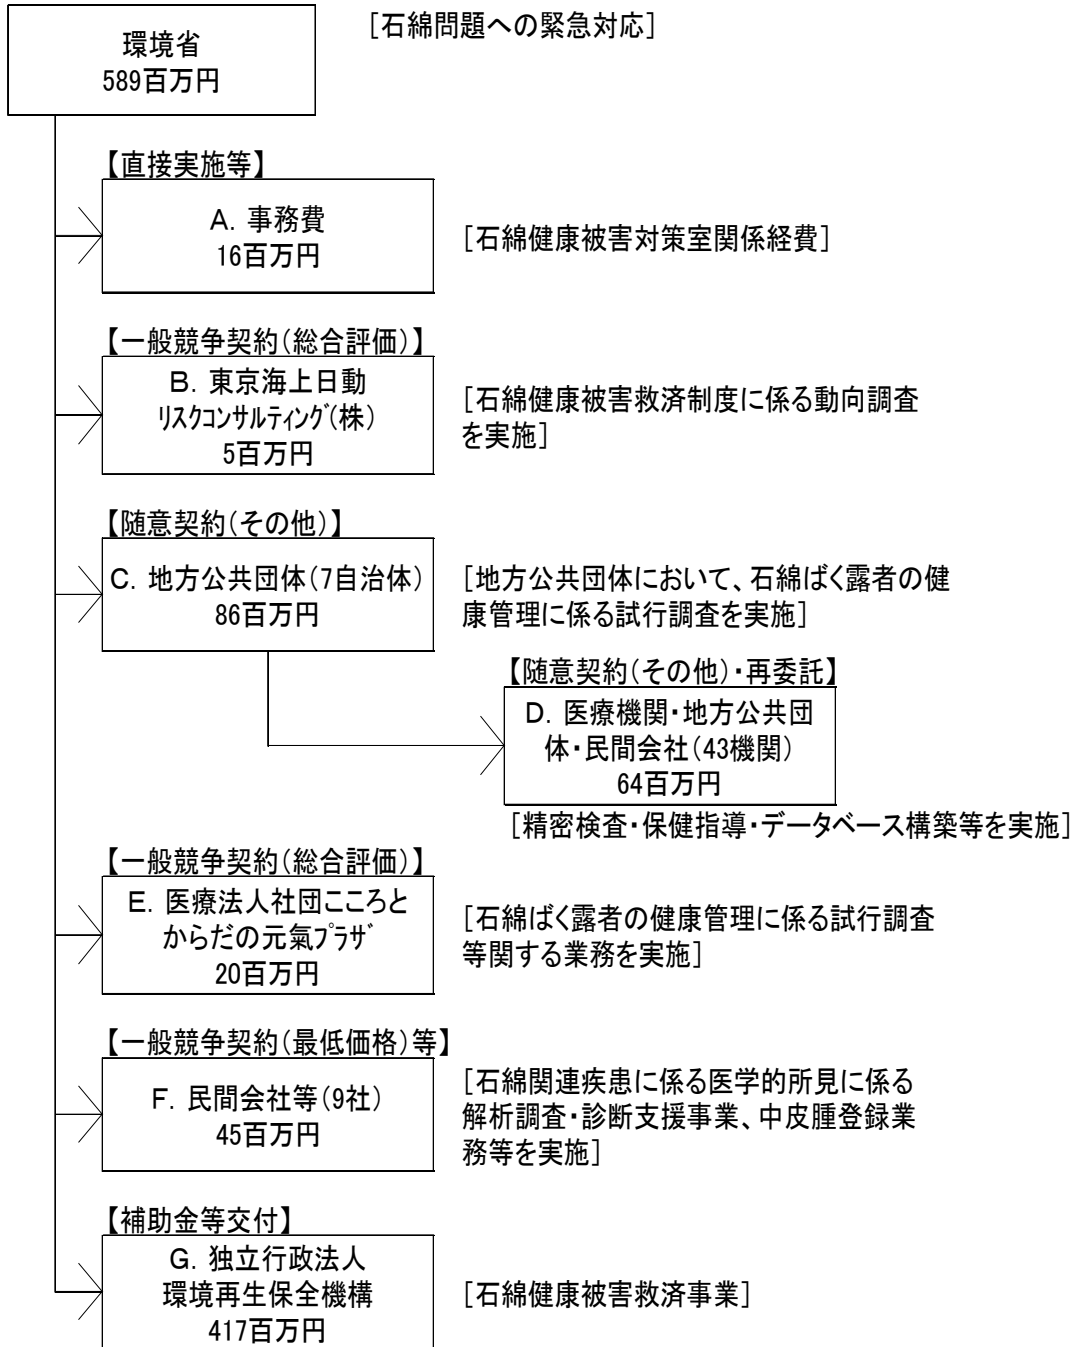 環境省
589百万円
［石綿問題への緊急対応］
【直接実施等】
A．事務費
16百万円
［石綿健康被害対策室関係経費］
【一般競争契約（総合評価）】
B．東京海上日動
ﾘｽｸｺﾝｻﾙﾃｨﾝｸﾞ（株）
5百万円
［石綿健康被害救済制度に係る動向調査
を実施］
【随意契約（その他）】
C．地方公共団体（7自治体）
86百万円
［地方公共団体において、石綿ばく露者の健
康管理に係る試行調査を実施］
【随意契約（その他）・再委託】
D．医療機関・地方公共団
体・民間会社（43機関）
64百万円
［精密検査・保健指導・データベース構築等を実施］
【一般競争契約（総合評価）】
E．医療法人社団こころと
からだの元氣ﾌﾟﾗｻﾞ
20百万円
［石綿ばく露者の健康管理に係る試行調査
等関する業務を実施］
【一般競争契約（最低価格）等】
F．民間会社等（9社）
45百万円
［石綿関連疾患に係る医学的所見に係る
解析調査・診断支援事業、中皮腫登録業
務等を実施］
【補助金等交付】
G．独立行政法人
環境再生保全機構
417百万円
［石綿健康被害救済事業］